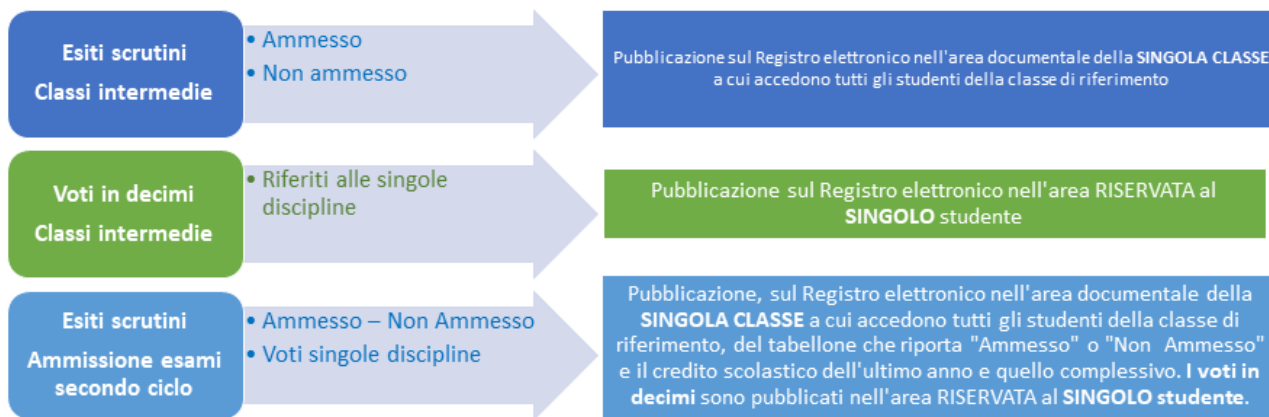 Esiti scrutini
Classi intermedie
• Ammesso
• Non ammesso
Pubblicazione sul Registro elettronico nell'area documentale della SINGOLA CLASSE
a cui accedono tutti gli studenti della classe di riferimento
Voti in decimi
Classi intermedie
• Riferiti alle singole
discipline
Pubblicazione sul Registro elettronico nell'area RISERVATA al
SINGOLO studente
Esiti scrutini
Ammissione esami
secondo ciclo
• Ammesso – Non Ammesso
• Voti singole discipline
Pubblicazione, sul Registro elettronico nell'area documentale della
SINGOLA CLASSE a cui accedono tutti gli studenti della classe di
riferimento, del tabellone che riporta "Ammesso" o "Non Ammesso"
e il credito scolastico dell'ultimo anno e quello complessivo. I voti in
decimi sono pubblicati nell'area RISERVATA al SINGOLO studente.